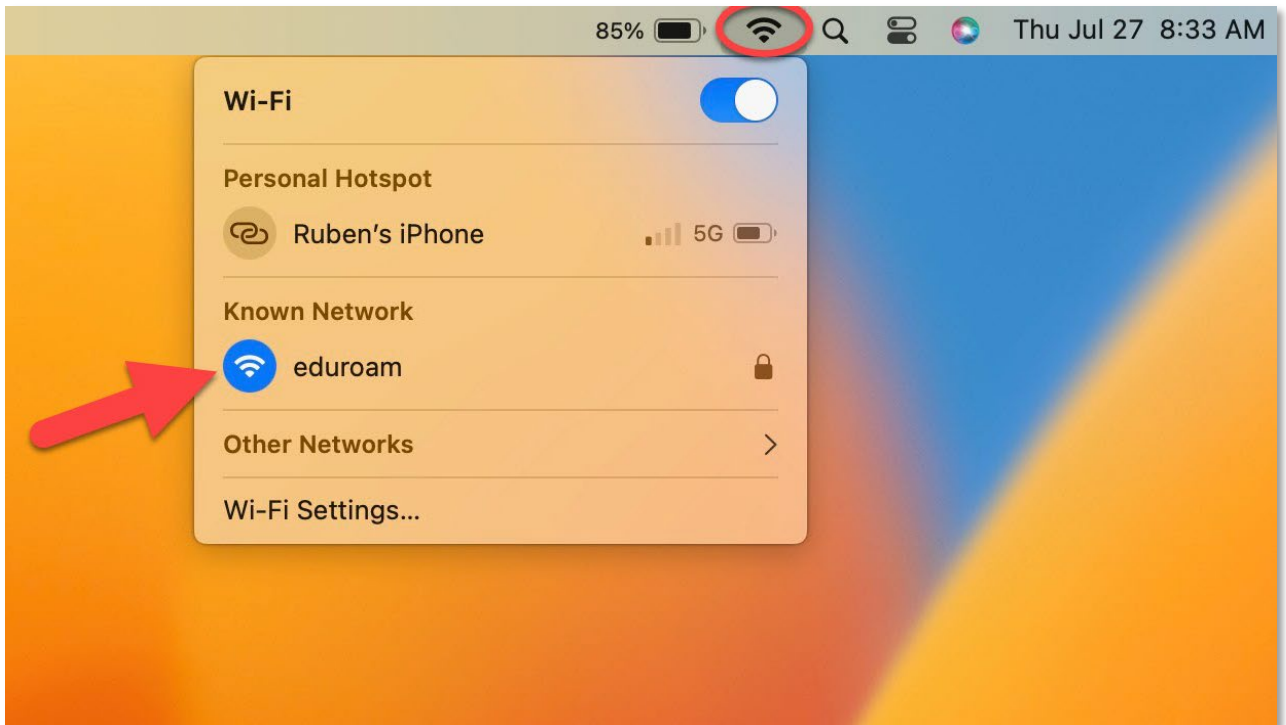 85% Thu Jul 27 8:33 AM
Wi-Fi
Personal Hotspot
Ruben’s iPhone 5G
Known Network
eduroam
Other Networks
Wi-Fi Settings...